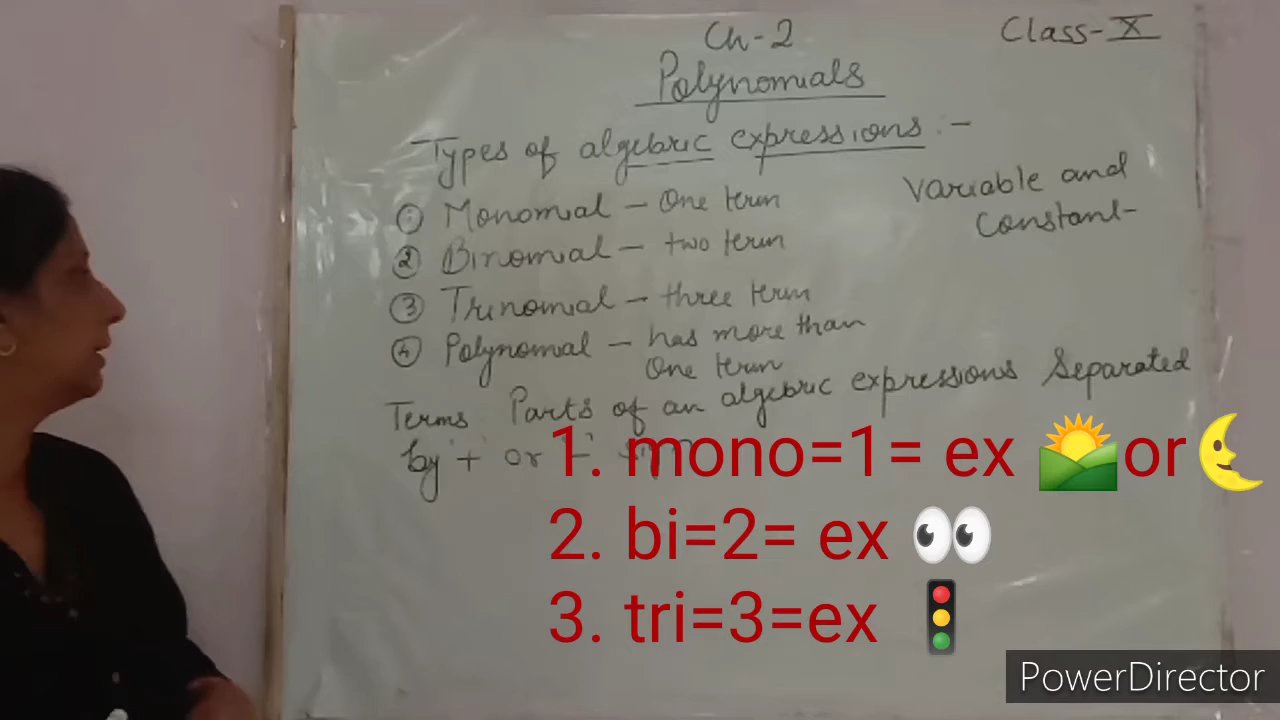 Ch-2
Class-X
Polynomials
Types of algebric expressions :-
① Monomial - One term
② Binomial - two term
③ Trinomial - three term
④ Polynomial - has more than
One term
Variable and
Constant-
Terms. Parts of an algebric expressions Separated
by '+' or '-'
1. mono=1= ex 🌄or🌜
2. bi=2= ex 👀
3. tri=3=ex 🚦
PowerDirector